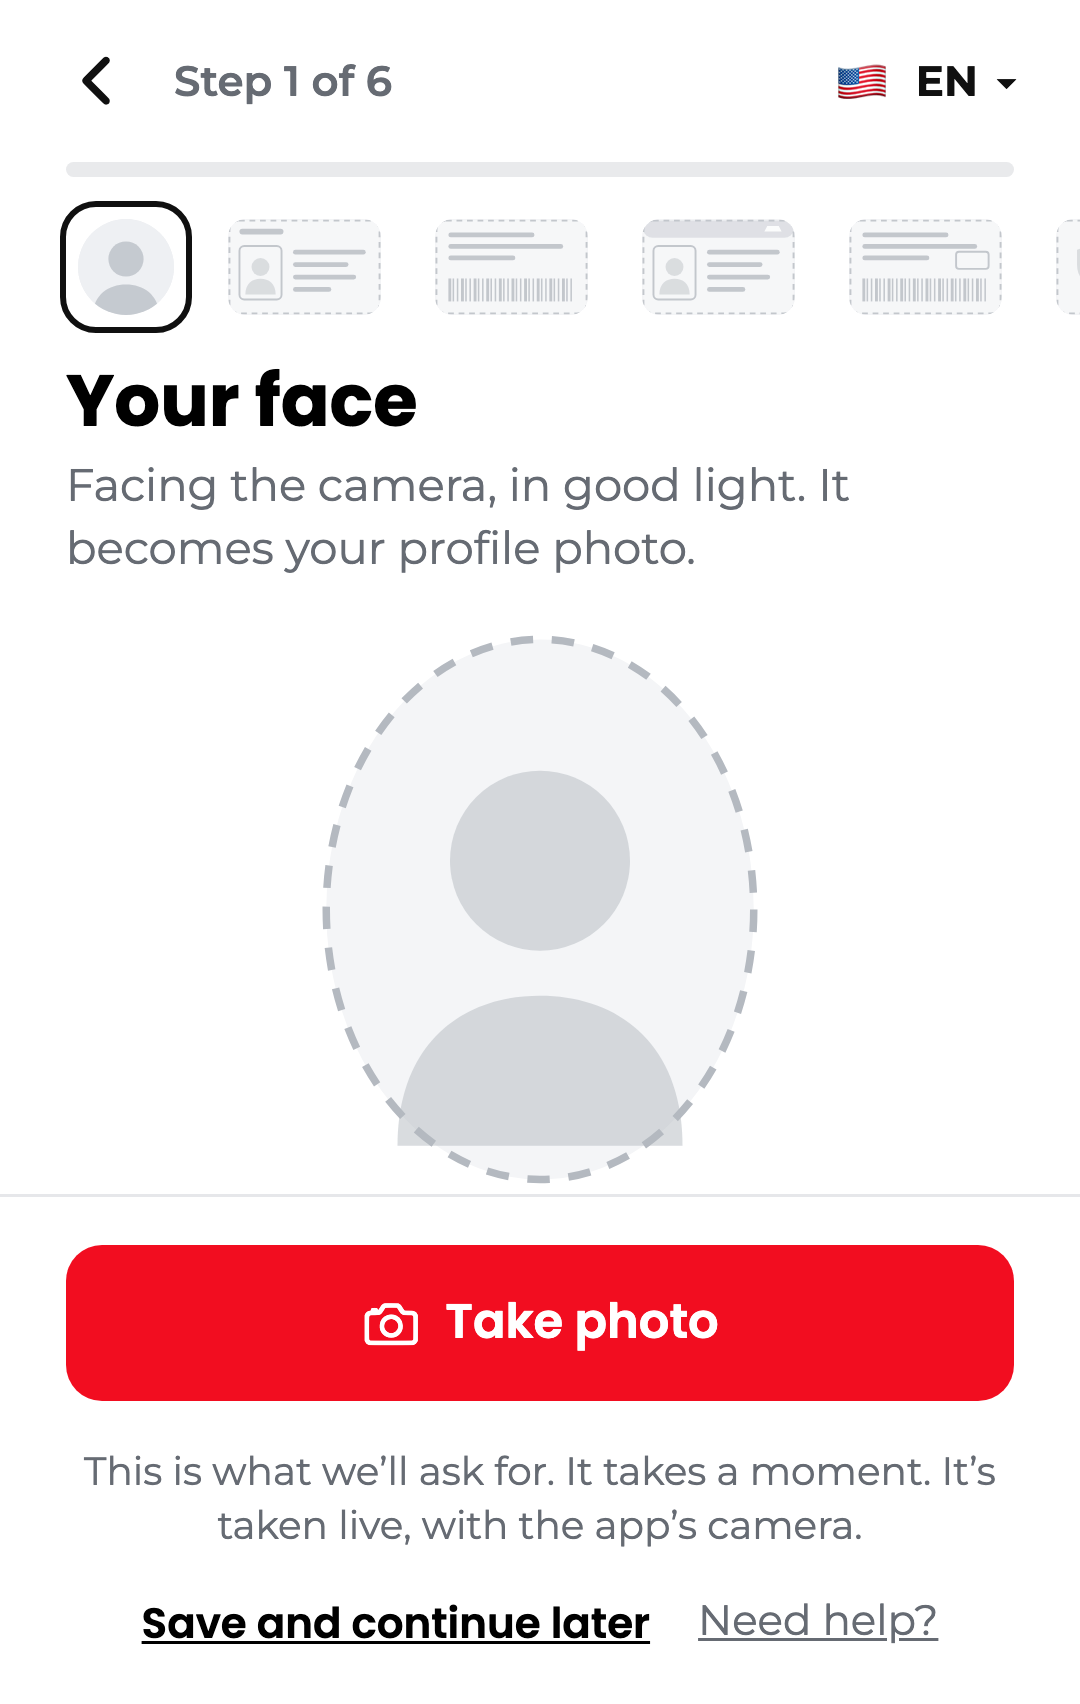 Step 1 of 6
EN
Your face
Facing the camera, in good light. It
becomes your profile photo.
Take photo
This is what we’ll ask for. It takes a moment. It’s
taken live, with the app’s camera.
Save and continue later
Need help?